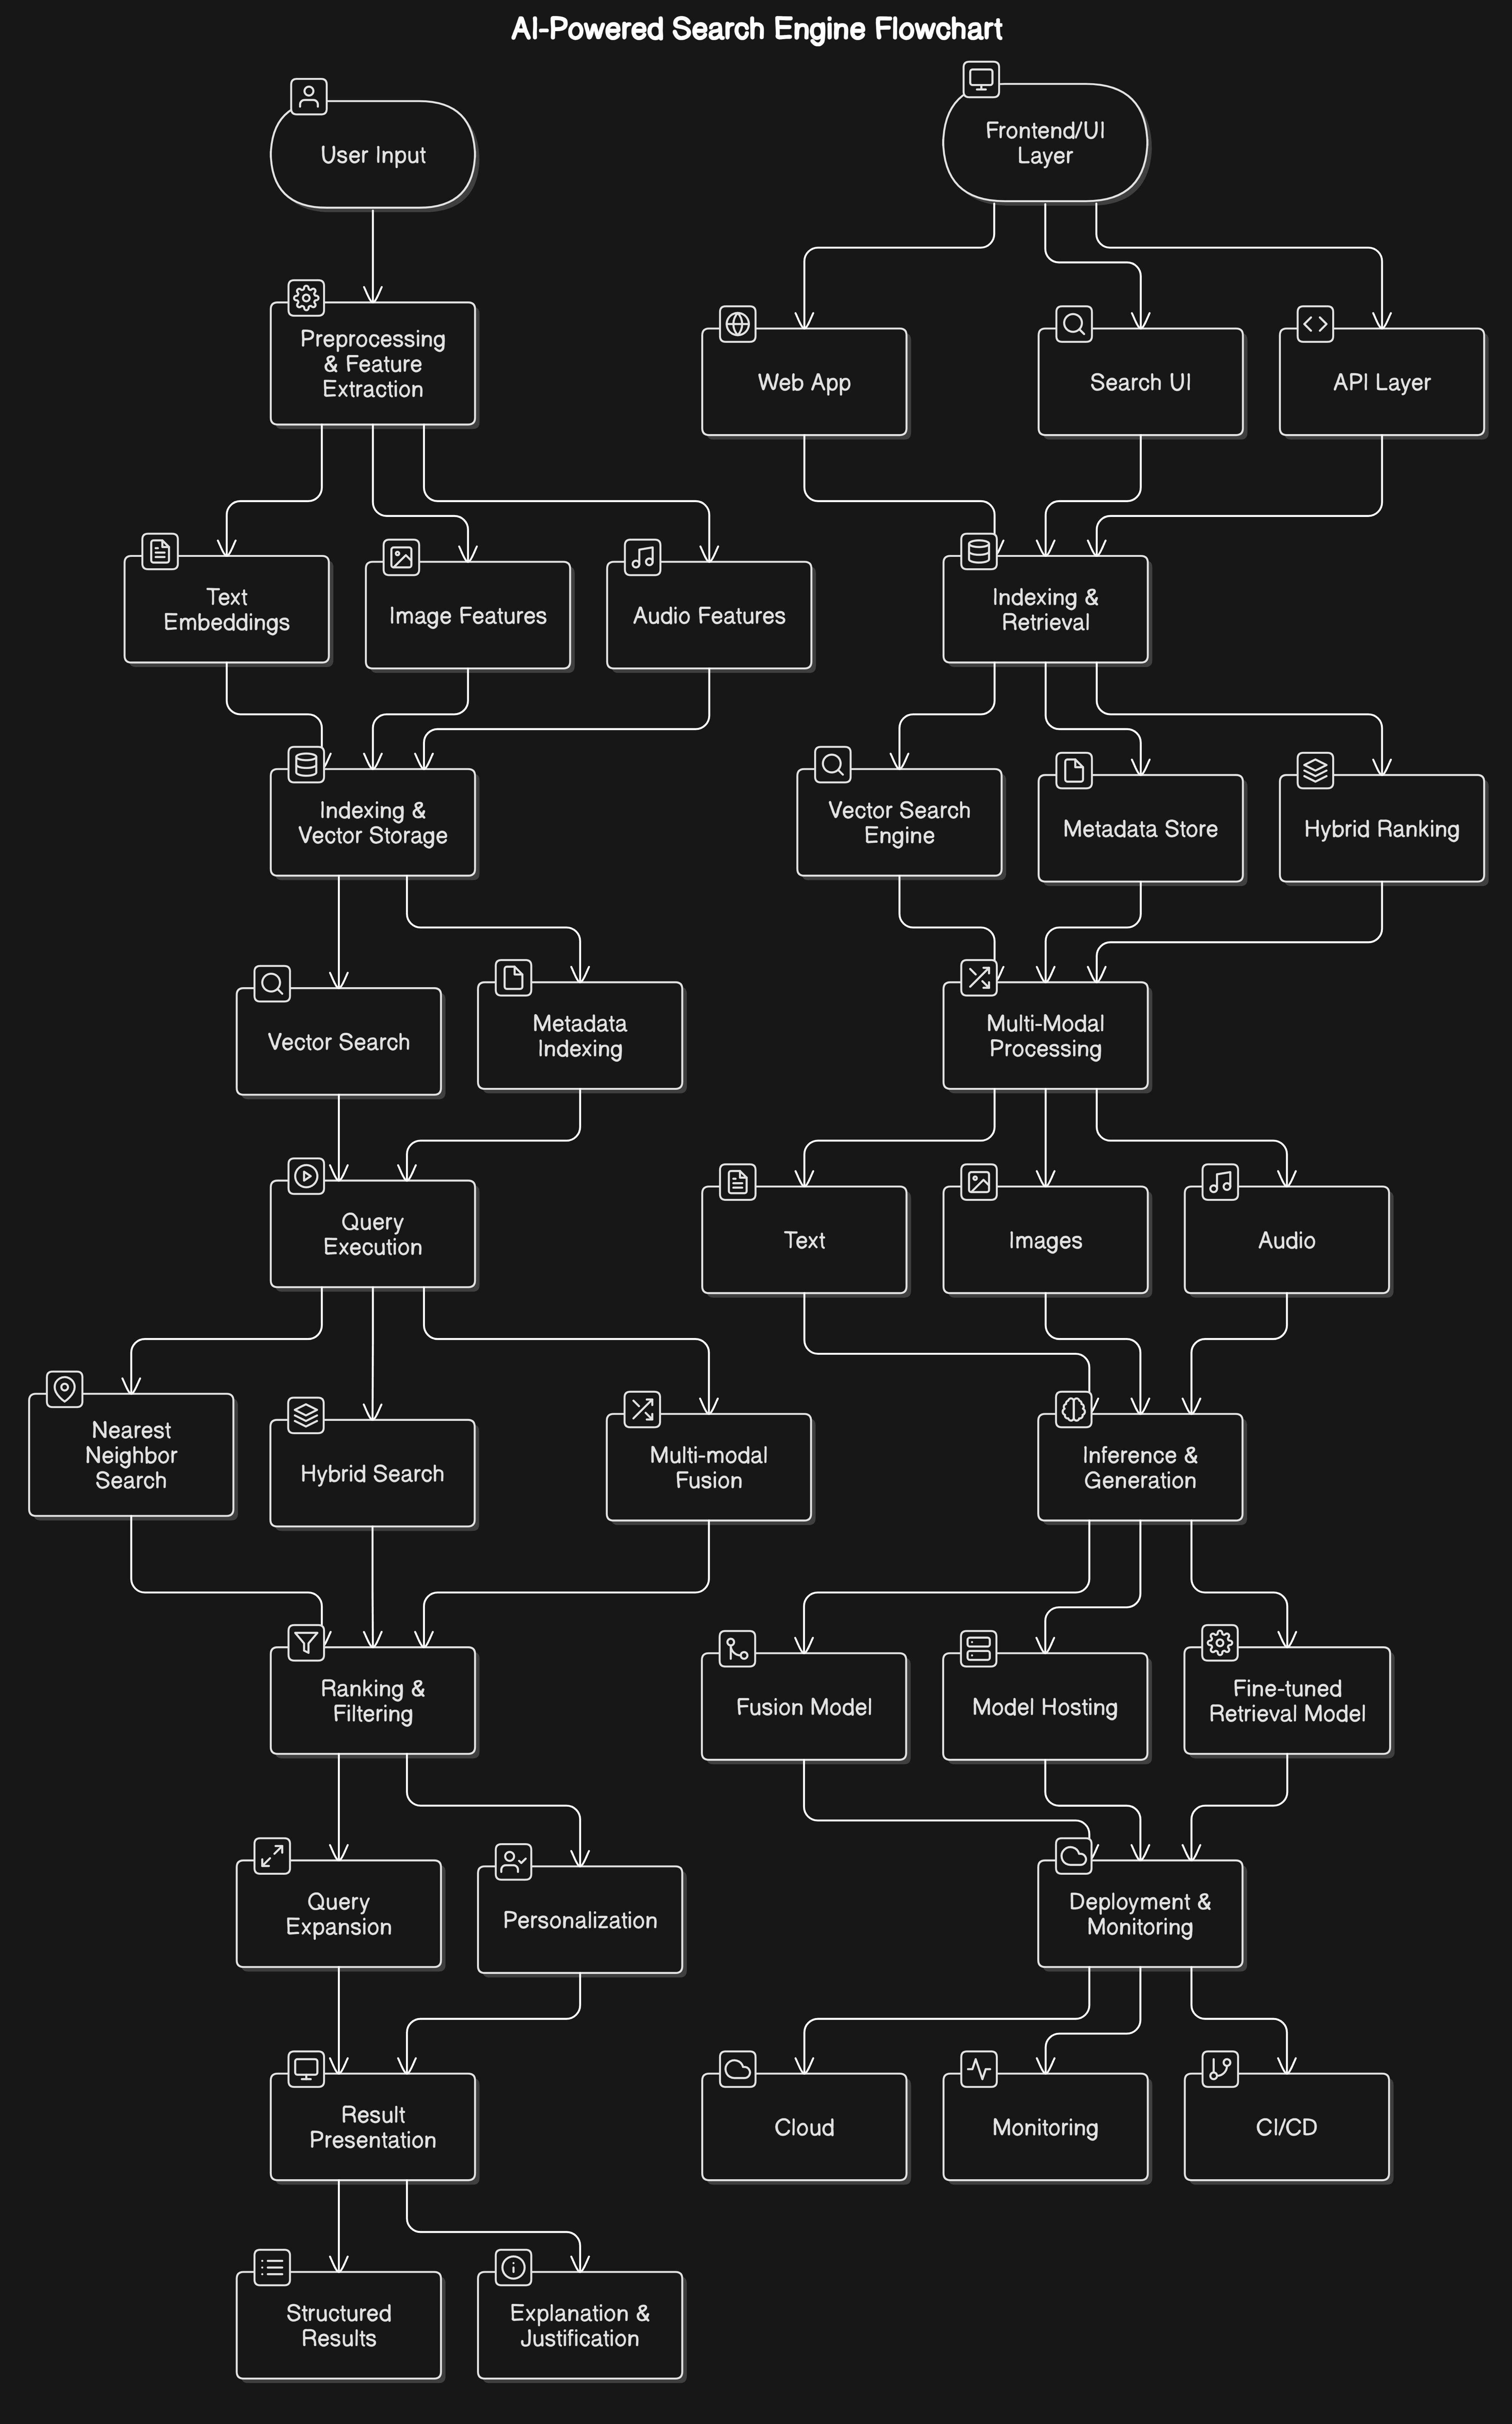 AI-Powered Search Engine Flowchart
User Input
Frontend/UI
Layer
Preprocessing
& Feature
Extraction
Web App
Search UI
API Layer
Text
Embeddings
Image Features
Audio Features
Indexing &
Retrieval
Indexing &
Vector Storage
Vector Search
Engine
Metadata Store
Hybrid Ranking
Vector Search
Metadata
Indexing
Multi-Modal
Processing
Query
Execution
Text
Images
Audio
Nearest
Neighbor
Search
Hybrid Search
Multi-modal
Fusion
Inference &
Generation
Ranking &
Filtering
Fusion Model
Model Hosting
Fine-tuned
Retrieval Model
Query
Expansion
Personalization
Deployment &
Monitoring
Result
Presentation
Cloud
Monitoring
CI/CD
Structured
Results
Explanation &
Justification